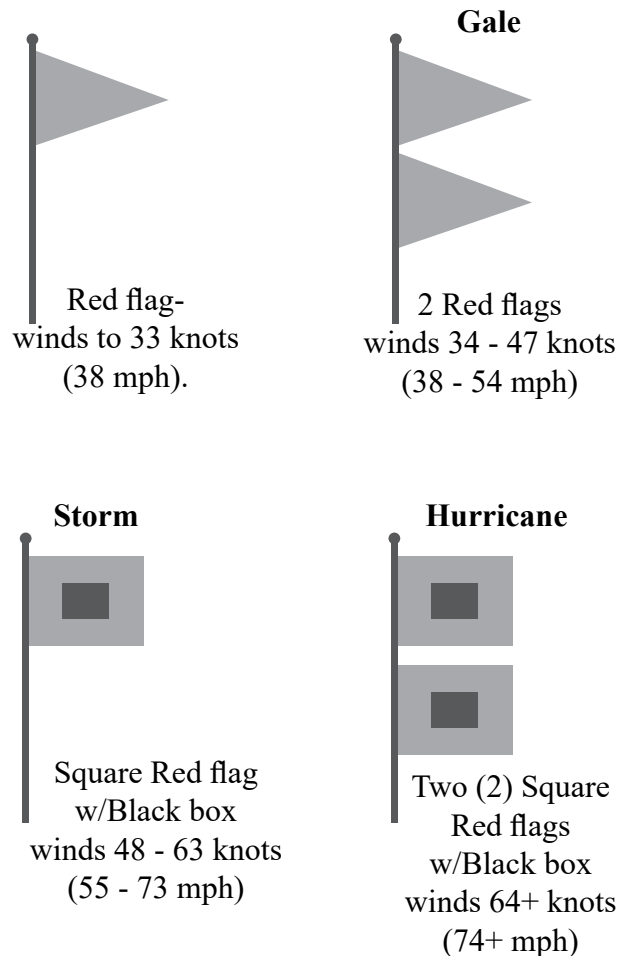 Red flag-
winds to 33 knots
(38 mph).
Gale
2 Red flags
winds 34 - 47 knots
(38 - 54 mph)
Storm
Square Red flag
w/Black box
winds 48 - 63 knots
(55 - 73 mph)
Hurricane
Two (2) Square
Red flags
w/Black box
winds 64+ knots
(74+ mph)